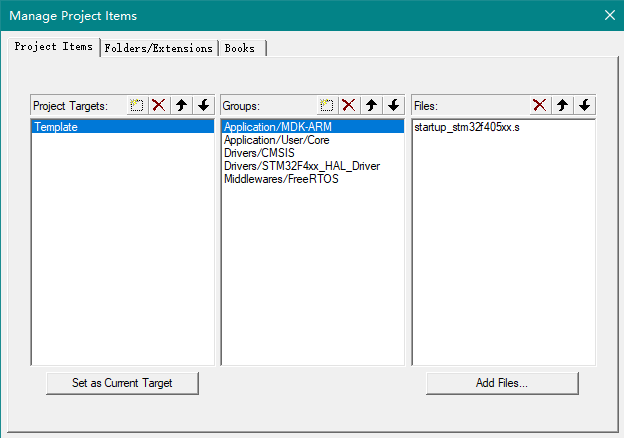 Manage Project Items
Project Items Folders/Extensions Books
Project Targets: Groups: Files:
Template
Application/MDK-ARM
Application/User/Core
Drivers/CMSIS
Drivers/STM32F4xx_HAL_Driver
Middlewares/FreeRTOS
startup_stm32f405xx.s
Set as Current Target
Add Files...